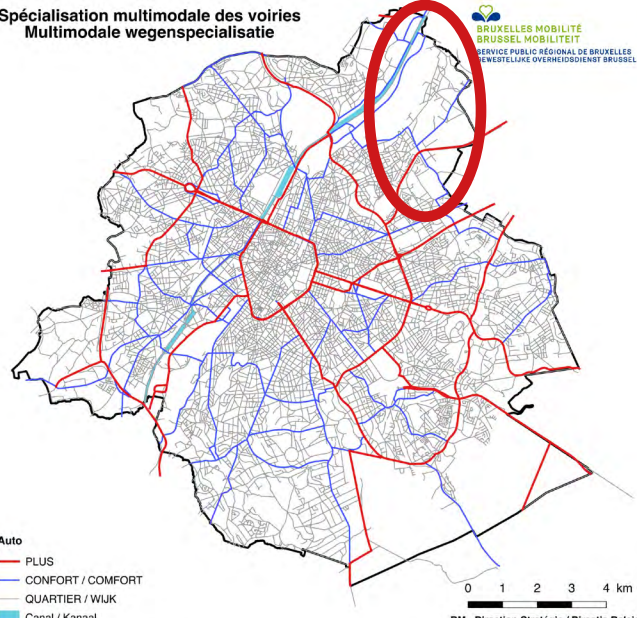 Spécialisation multimodale des voiries
Multimodale wegenspecialisatie
BRUXELLES MOBILITÉ
BRUSSEL MOBILITEIT
SERVICE PUBLIC RÉGIONAL DE BRUXELLES
GEWESTELIJKE OVERHEIDSDIENST BRUSSEL
Auto
PLUS
CONFORT / COMFORT
QUARTIER / WIJK
Canal / Kanaal
0 1 2 3 4 km